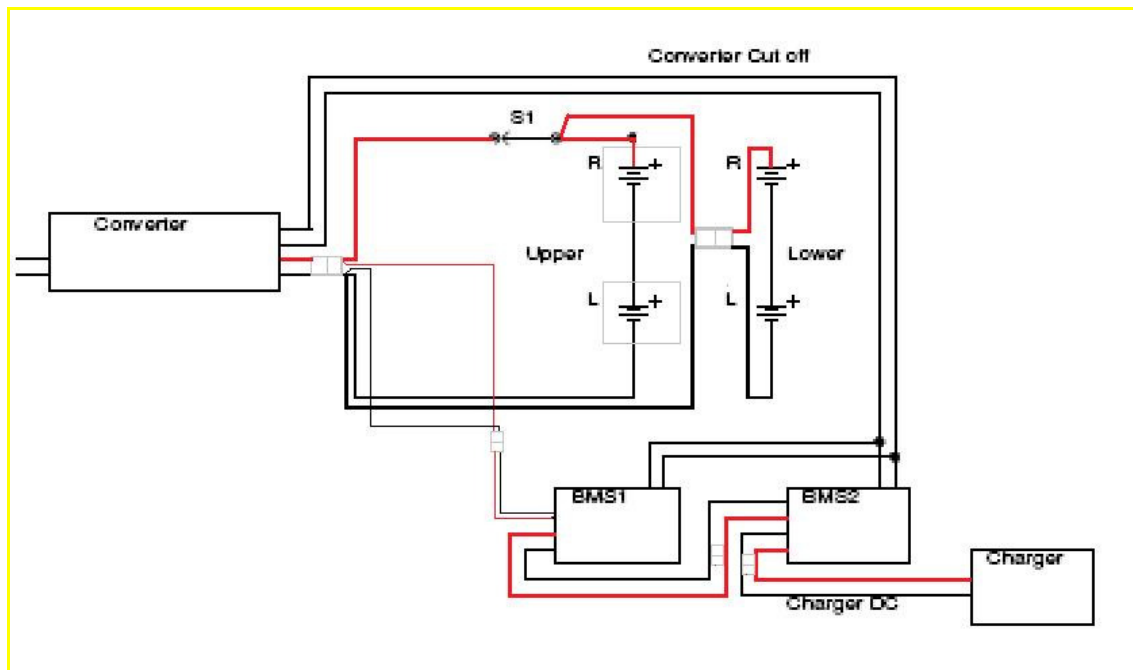 Converter Cut off
S1
R + R +
Converter
Upper Lower
L + L +
BMS1 BMS2
Charger
Charger DC